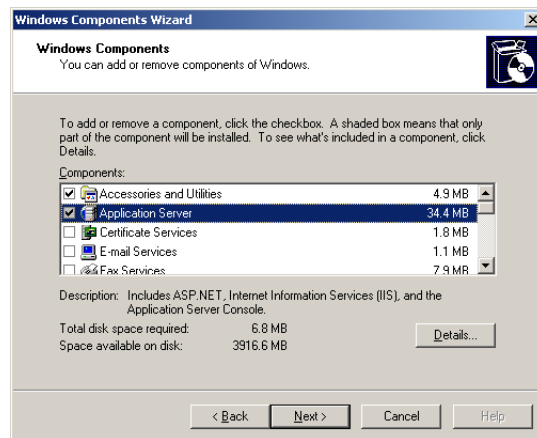 Windows Components Wizard
Windows Components
You can add or remove components of Windows.
To add or remove a component, click the checkbox. A shaded box means that only
part of the component will be installed. To see what's included in a component, click
Details.
Components:
Accessories and Utilities 4.9 MB
Application Server 34.4 MB
Certificate Services 1.8 MB
E-mail Services 1.1 MB
Fax Services 7.9 MB
Description: Includes ASP.NET, Internet Information Services (IIS), and the
Application Server Console.
Total disk space required: 6.8 MB
Space available on disk: 3916.6 MB
Details...
< Back Next > Cancel Help